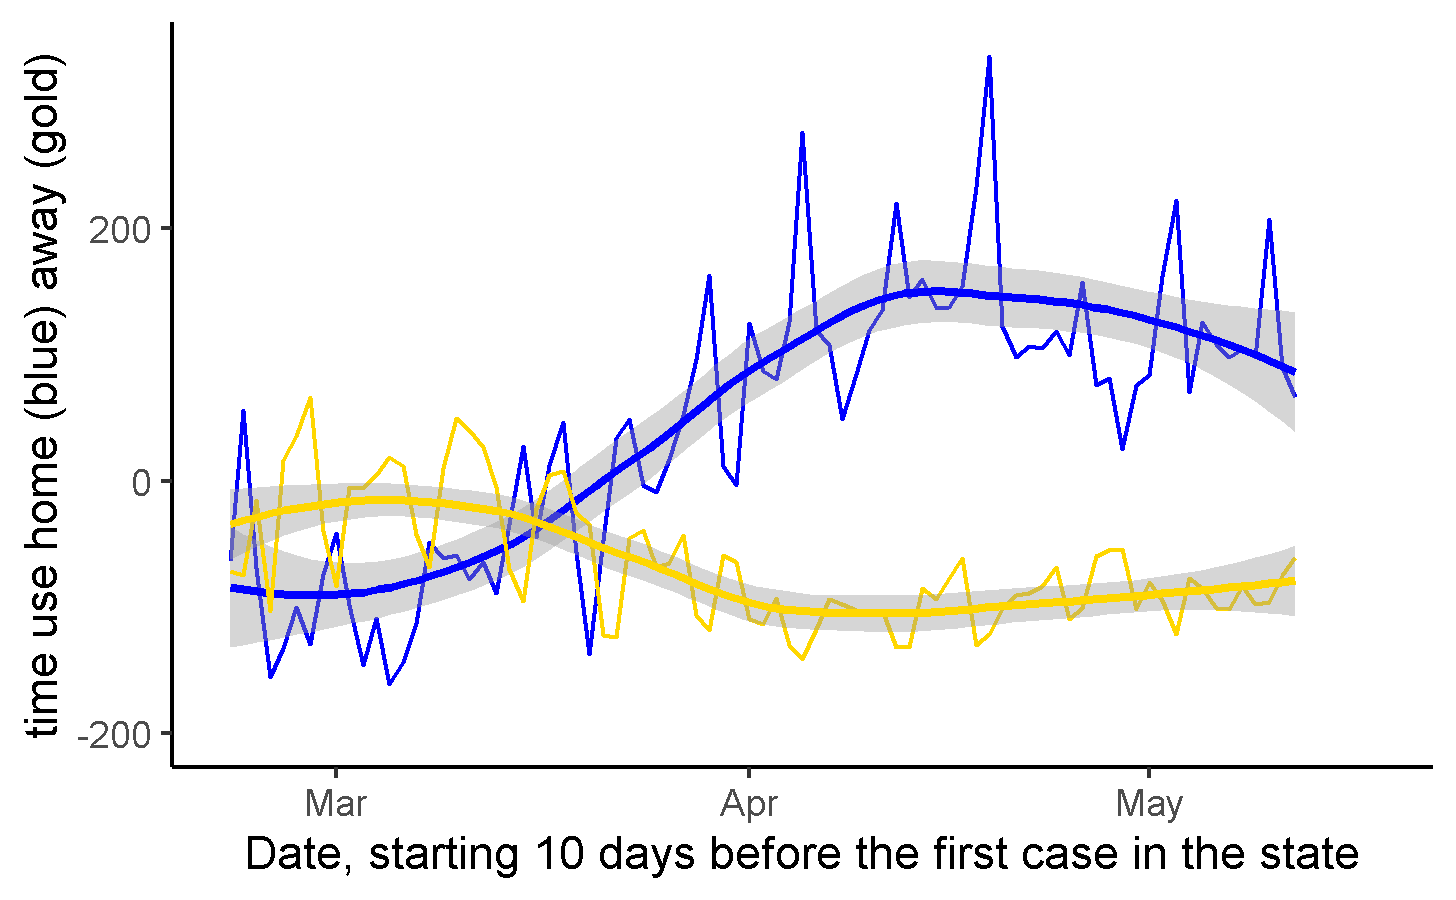 time use home (blue) away (gold)
200
0
-200
Mar Apr May
Date, starting 10 days before the first case in the state